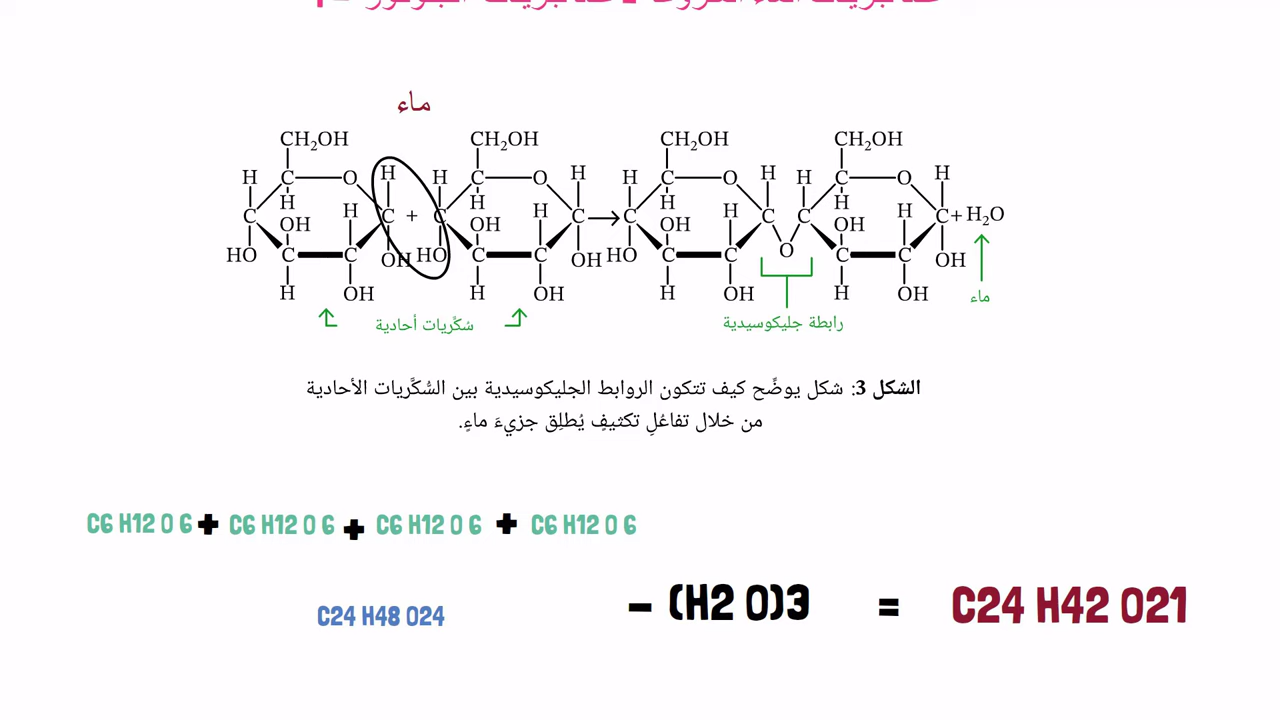 ماء
CH₂OH CH₂OH CH₂OH CH₂OH
H C O H H C O H H C O H H C O H
H H H H
C OH H C + C OH H C → C OH H C C OH H C + H₂O
HO C C OH HO C C OH HO C C O C C OH
H OH H OH H OH H OH
ماء
سُكَّريات أحادية
رابطة جليكوسيدية
الشكل 3: شكل يوضَّح كيف تتكون الروابط الجليكوسيدية بين السُّكَّريات الأحادية
من خلال تفاعُلِ تكثيفٍ يُطلِق جزيءَ ماءٍ.
C6 H12 O 6 + C6 H12 O 6 + C6 H12 O 6 + C6 H12 O 6
C24 H48 O24 – (H2 O)3 = C24 H42 O21